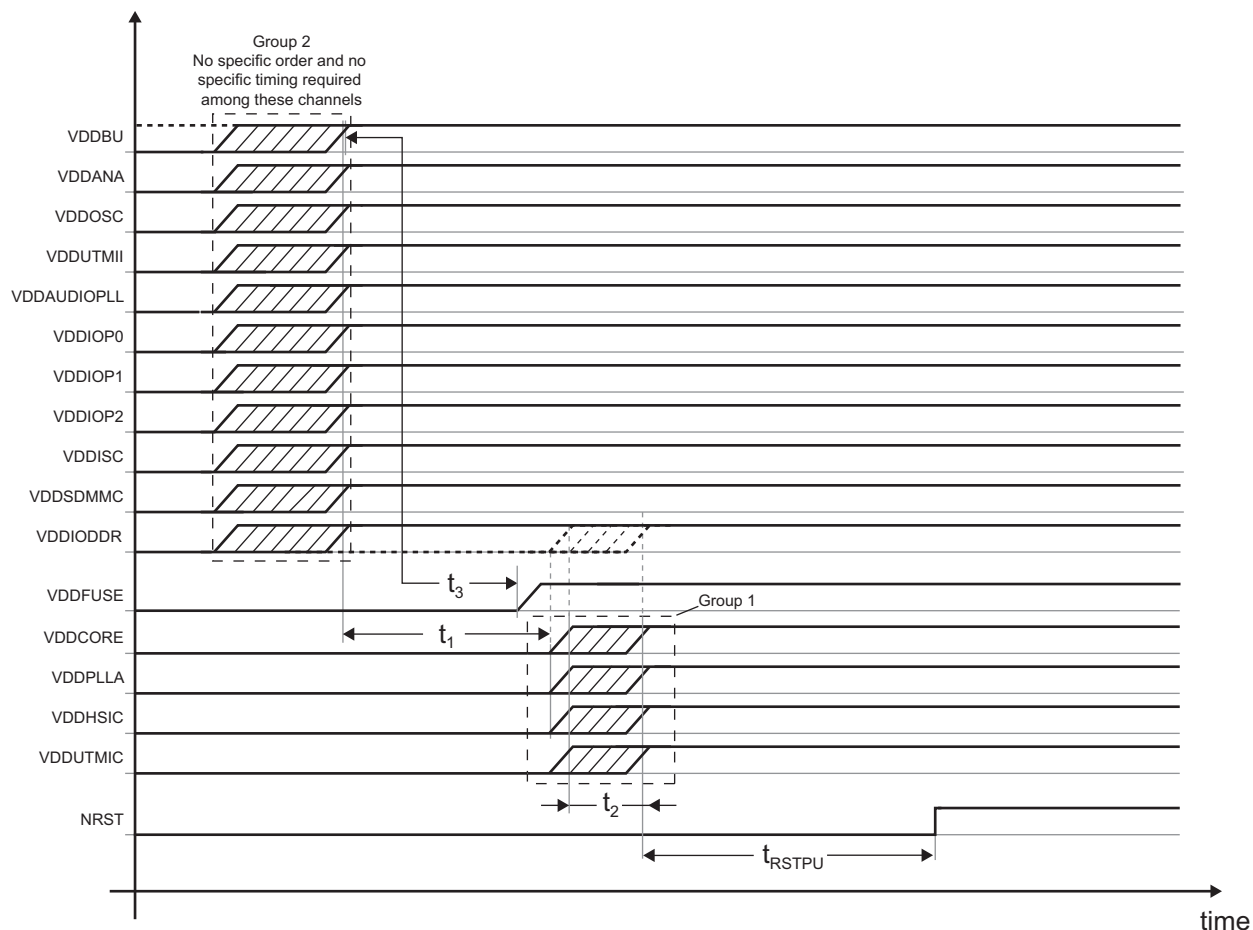 Group 2
No specific order and no
specific timing required
among these channels
VDDBU
VDDANA
VDDOSC
VDDUTMII
VDDAUDIOPLL
VDDIOP0
VDDIOP1
VDDIOP2
VDDISC
VDDSDMMC
VDDIODDR
VDDFUSE
t3
Group 1
VDDCORE
t1
VDDPLLA
VDDHSIC
VDDUTMIC
t2
NRST
tRSTPU
time